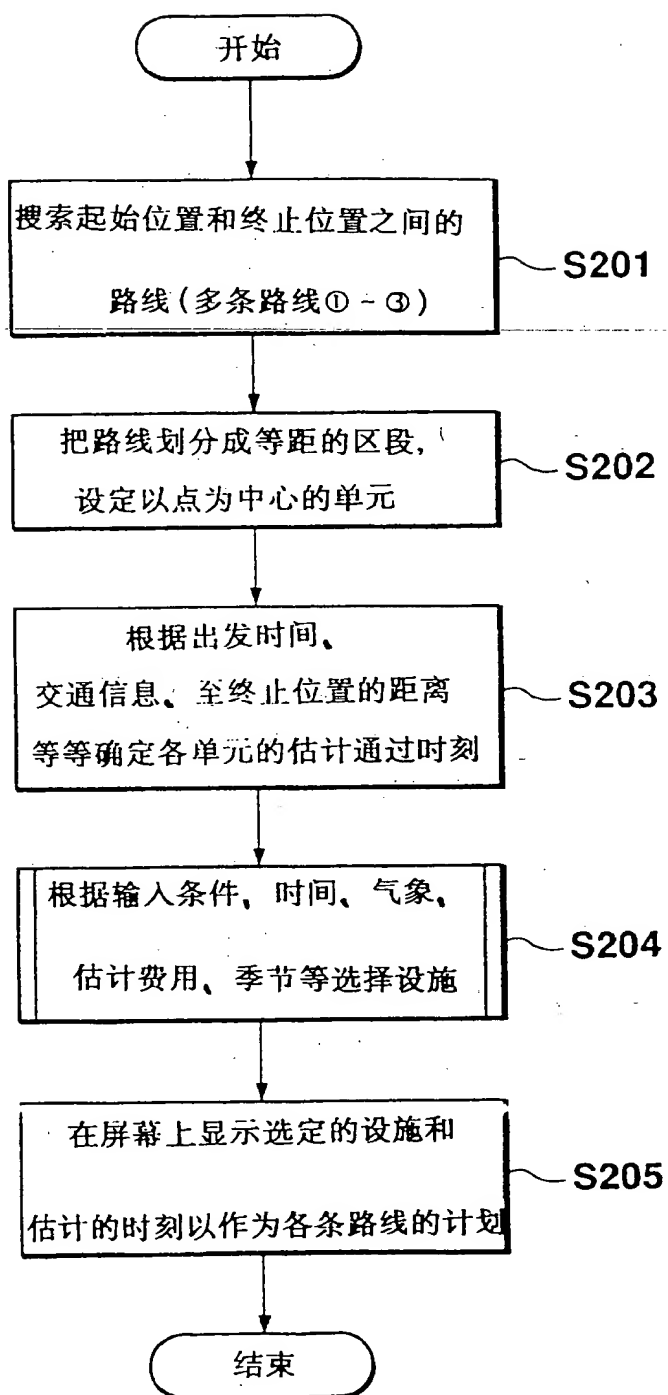 开始
搜索起始位置和终止位置之间的
路线(多条路线①~③)
S201
把路线划分成等距的区段,
设定以点为中心的单元
S202
根据出发时间、
交通信息、至终止位置的距离
等等确定各单元的估计通过时刻
S203
根据输入条件、时间、气象、
估计费用、季节等选择设施
S204
在屏幕上显示选定的设施和
估计的时刻以作为各条路线的计划
S205
结束